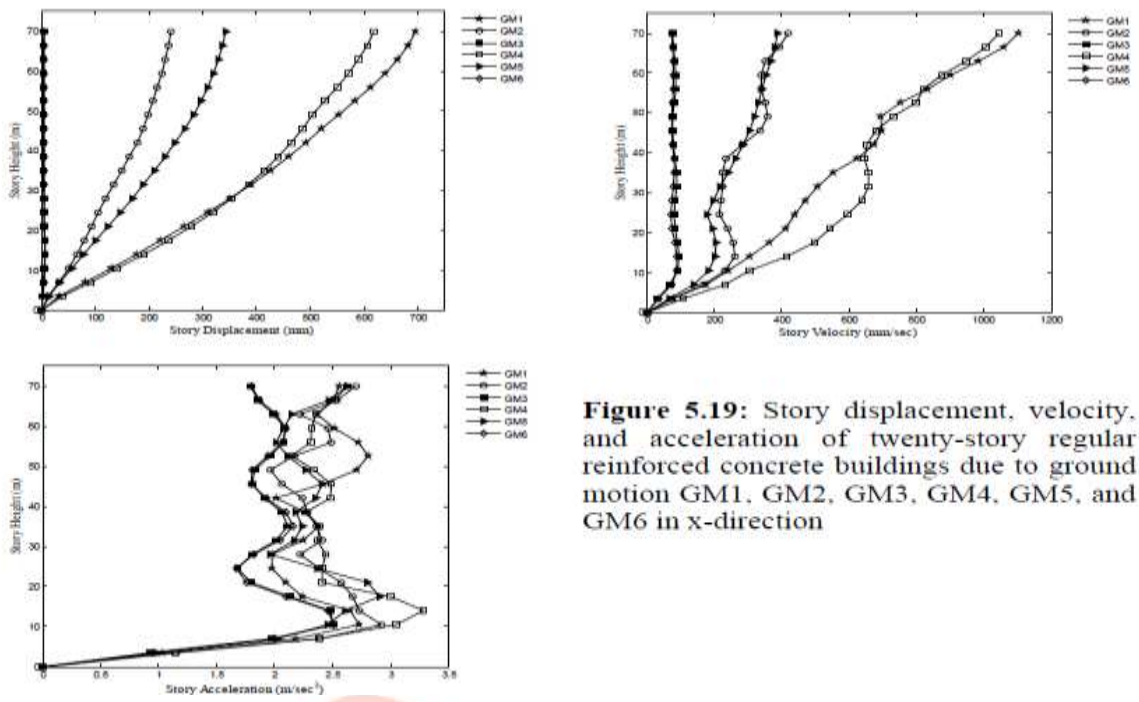 GM1
GM2
GM3
GM4
GM5
GM6
70
60
50
40
30
20
10
0
Story Height (m)
0 100 200 300 400 500 600 700
Story Displacement (mm)
GM1
GM2
GM3
GM4
GM5
GM6
70
60
50
40
30
20
10
0
Story Height (m)
0 200 400 600 800 1000 1200
Story Velocity (mm/sec)
GM1
GM2
GM3
GM4
GM5
GM6
70
60
50
40
30
20
10
0
Story Height (m)
0 0.5 1 1.5 2 2.5 3 3.5
Story Acceleration (m/sec²)
Figure 5.19: Story displacement, velocity,
and acceleration of twenty-story regular
reinforced concrete buildings due to ground
motion GM1, GM2, GM3, GM4, GM5, and
GM6 in x-direction